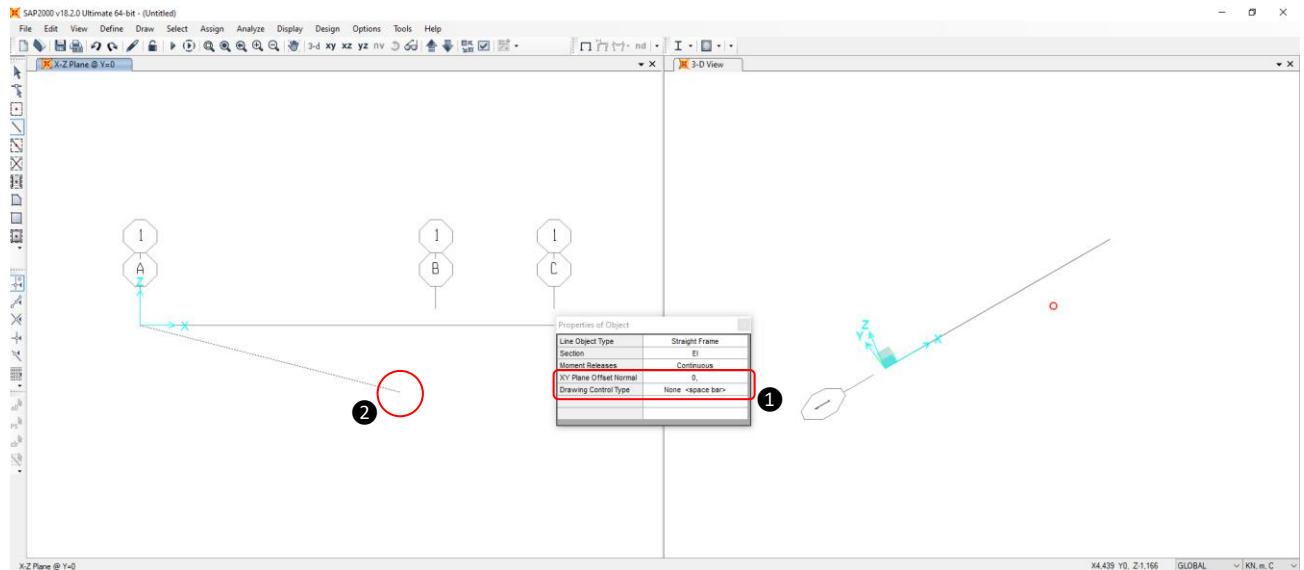 SAP2000 v18.2.0 Ultimate 64-bit - (Untitled)
File Edit View Define Draw Select Assign Analyze Display Design Options Tools Help
3-d xy xz yz nv
nd
X-Z Plane @ Y=0
3-D View
1
1
1
A
B
C
Z
X
Properties of Object
Line Object Type Straight Frame
Section EI
Moment Releases Continuous
XY Plane Offset Normal 0,
Drawing Control Type None <space bar>
1
2
Z
Y
X
X-Z Plane @ Y=0
X4,439 Y0, Z-1,166 GLOBAL KN, m, C